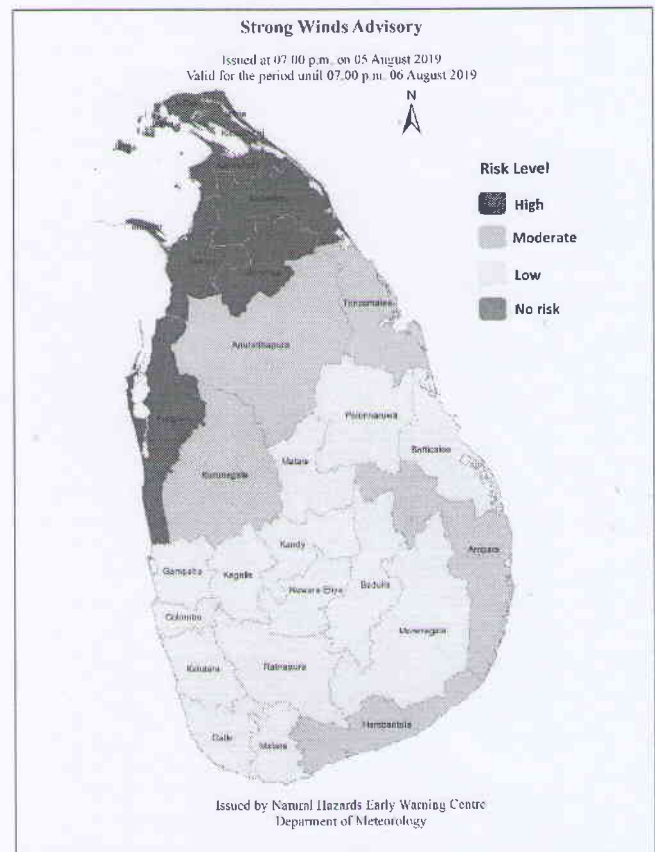 Strong Winds Advisory
Issued at 07.00 p.m. on 05 August 2019
Valid for the period until 07.00 p.m. 06 August 2019
N
Risk Level
High
Moderate
Low
No risk
Trincomalee
Anuradhapura
Polonnaruwa
Batticaloa
Matale
Kurunegala
Ampara
Kandy
Gampaha
Kegalle
Nuwara Eliya
Badulla
Colombo
Moneragala
Kalutara
Ratnapura
Hambantota
Galle
Matara
Issued by Natural Hazards Early Warning Centre
Deparment of Meteorology